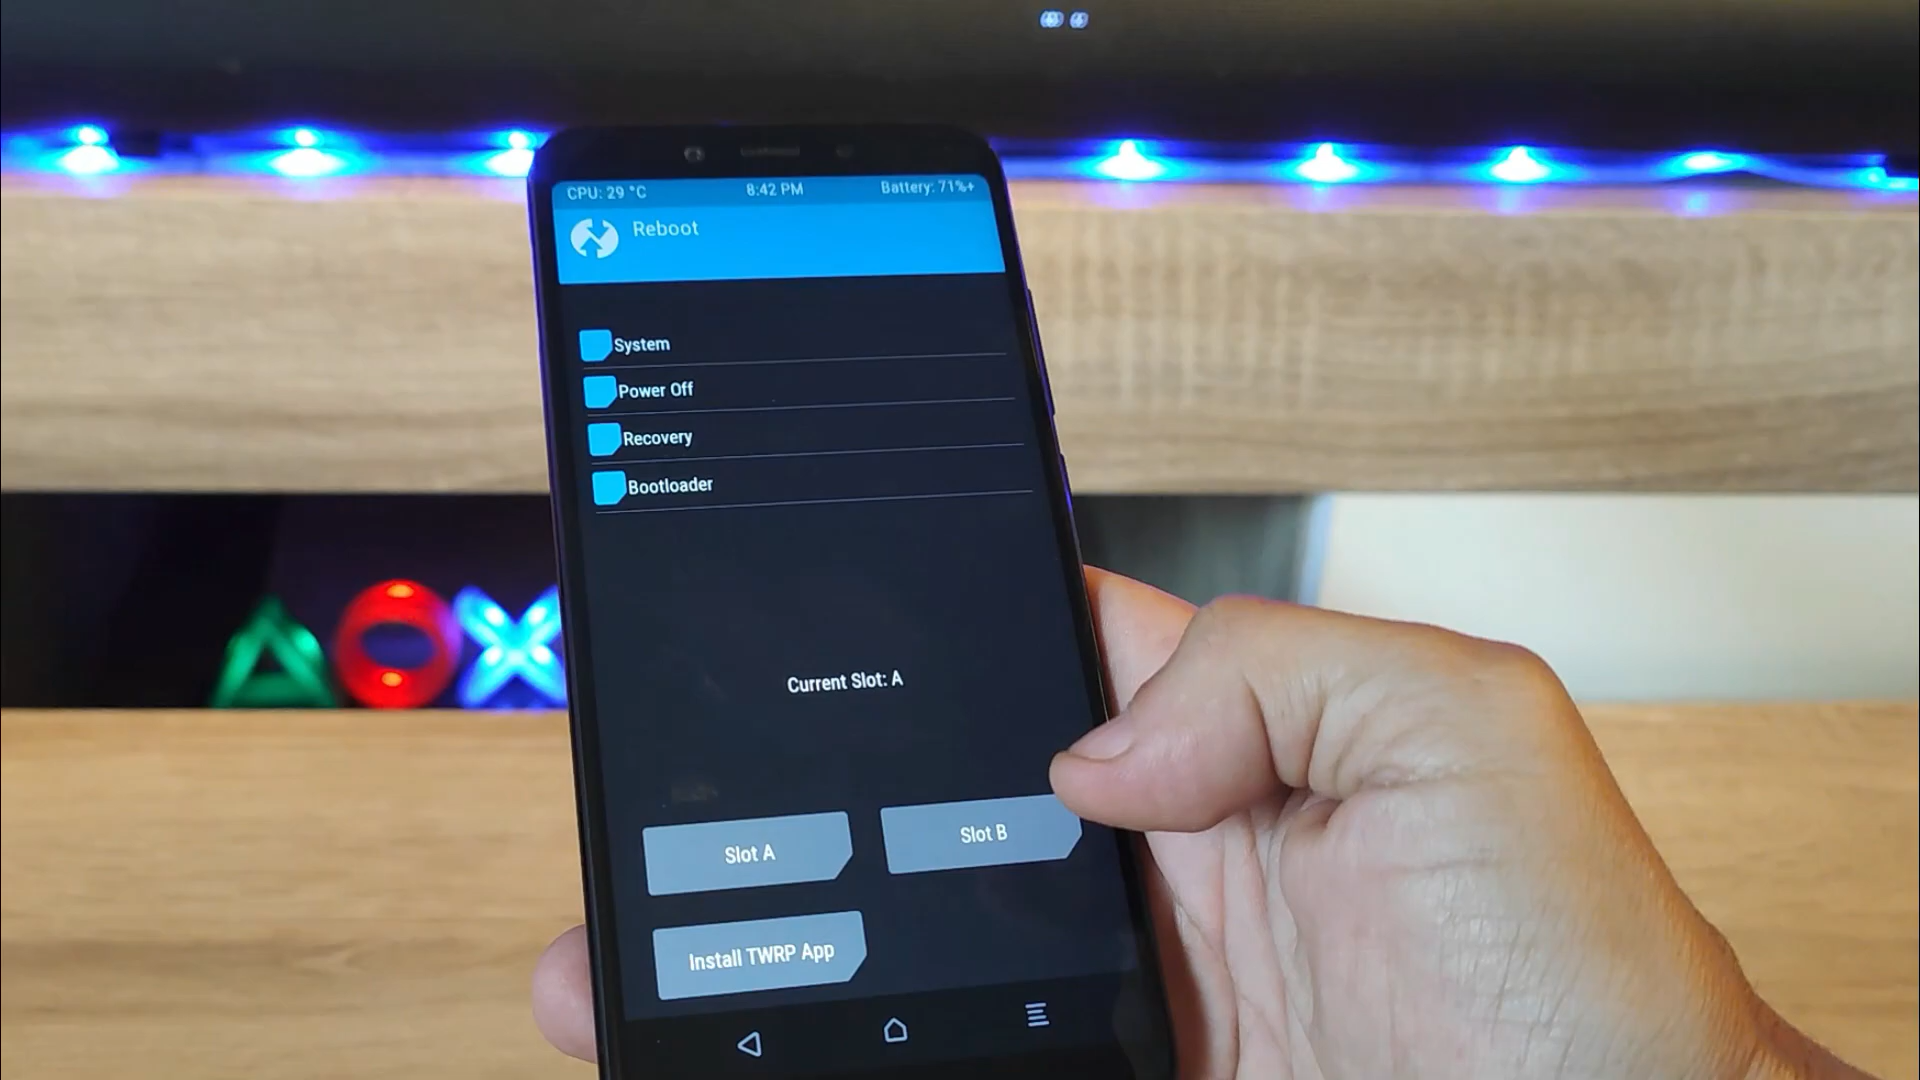 CPU: 29 °C 8:42 PM Battery: 71%+
Reboot
System
Power Off
Recovery
Bootloader
Current Slot: A
Slot A Slot B
Install TWRP App